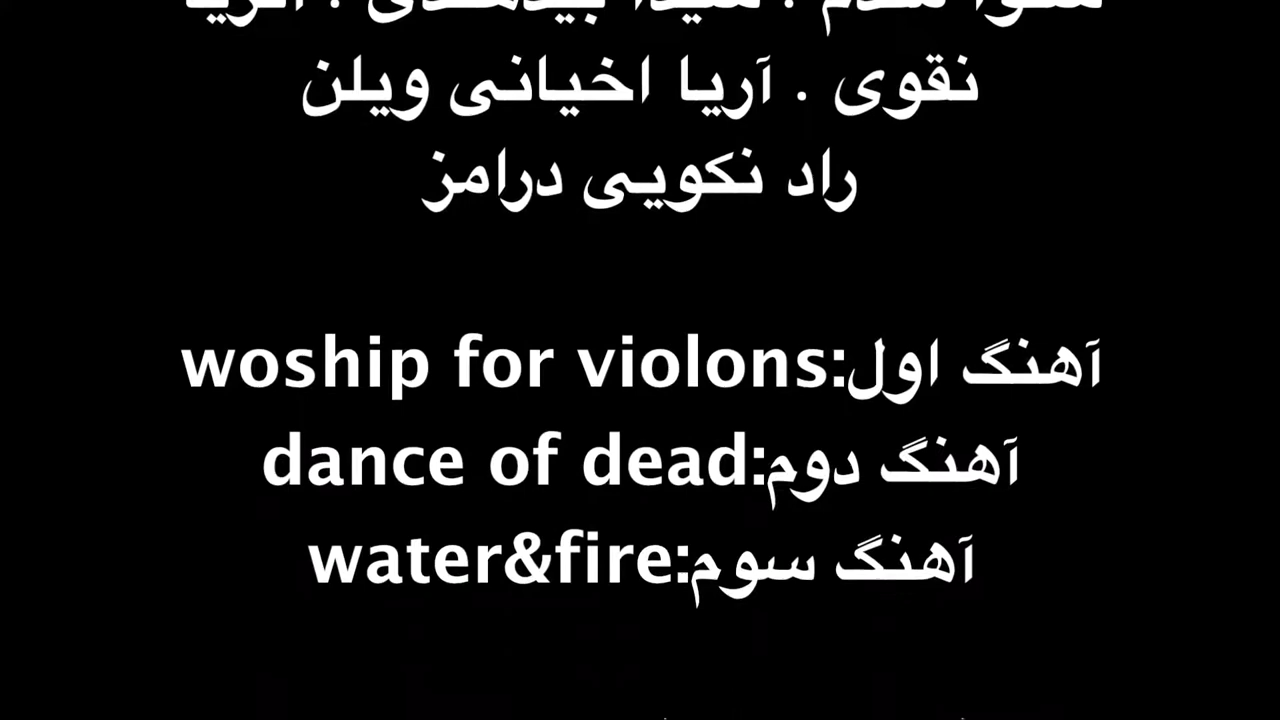 نقوی . آریا اخیانی ویلن
راد نکویی درامز
آهنگ اول:woship for violons
آهنگ دوم:dance of dead
آهنگ سوم:water&fire